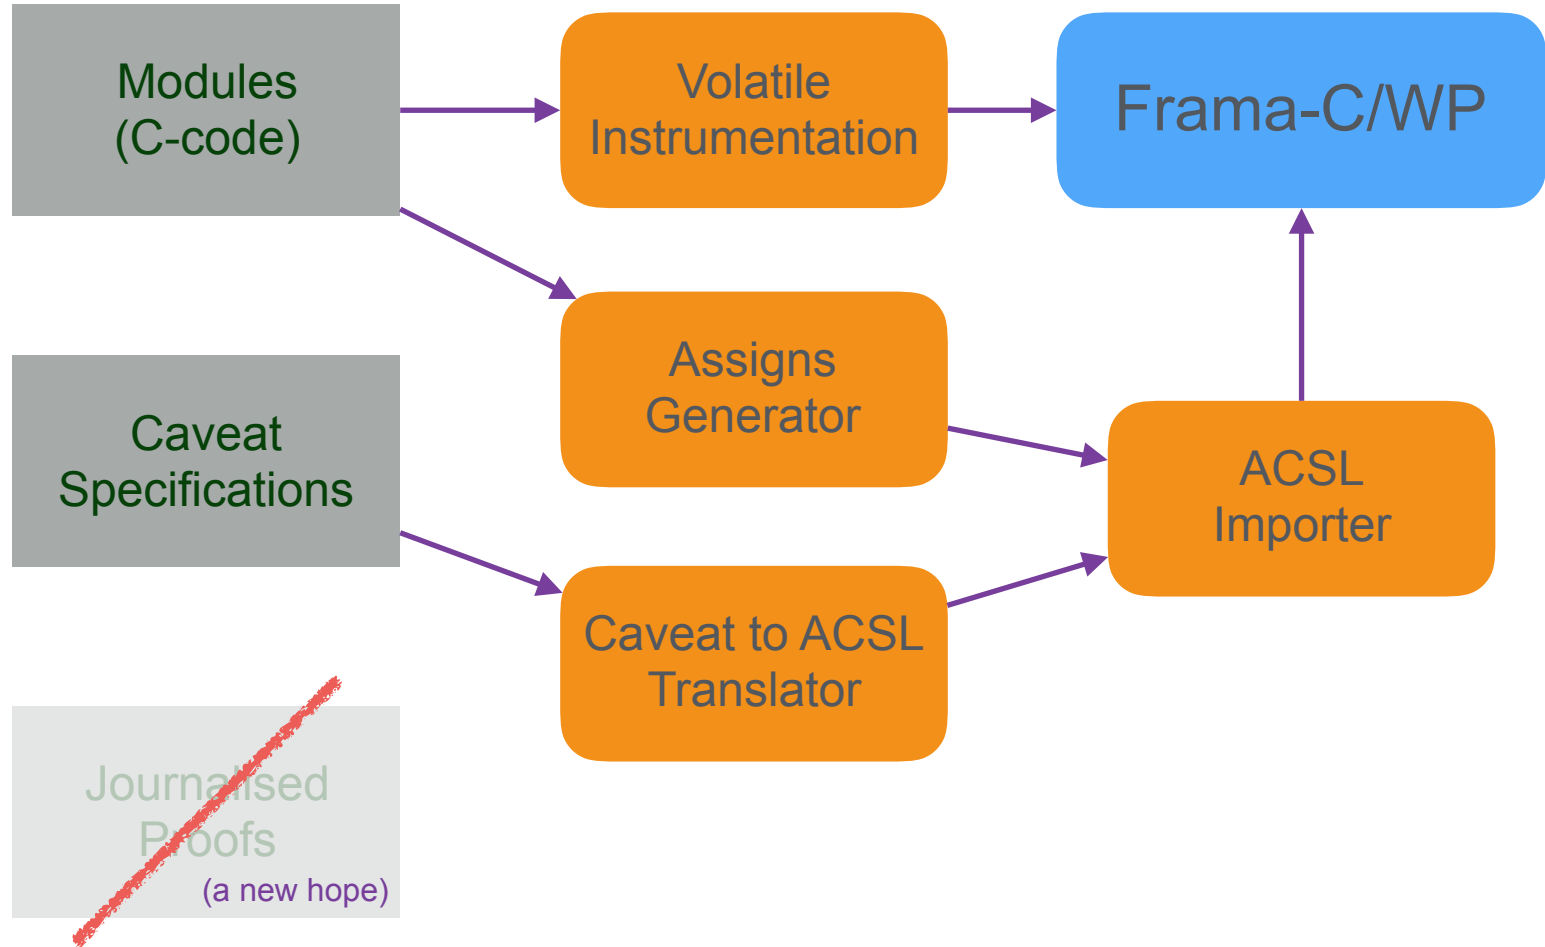 Modules
(C-code)
Volatile
Instrumentation
Frama-C/WP
Assigns
Generator
Caveat
Specifications
ACSL
Importer
Caveat to ACSL
Translator
Journalised
Proofs
(a new hope)